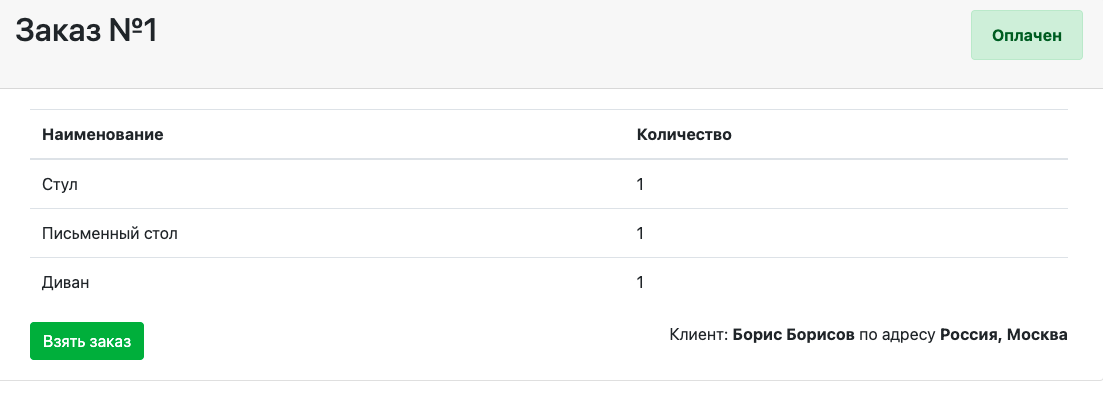 Заказ №1
Оплачен
Наименование Количество
Стул 1
Письменный стол 1
Диван 1
Взять заказ Клиент: Борис Борисов по адресу Россия, Москва